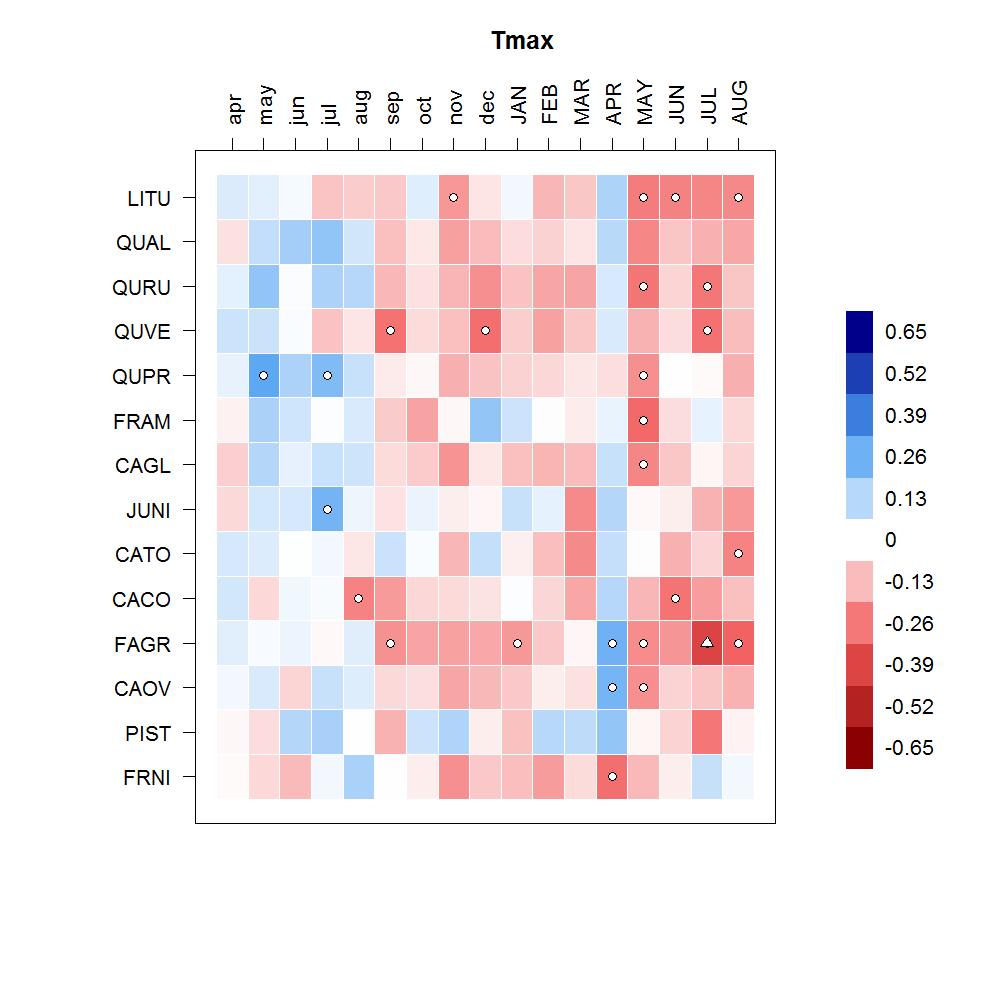 Tmax
apr may jun jul aug sep oct nov dec JAN FEB MAR APR MAY JUN JUL AUG
LITU
QUAL
QURU
QUVE
QUPR
FRAM
CAGL
JUNI
CATO
CACO
FAGR
CAOV
PIST
FRNI
0.65
0.52
0.39
0.26
0.13
0
-0.13
-0.26
-0.39
-0.52
-0.65